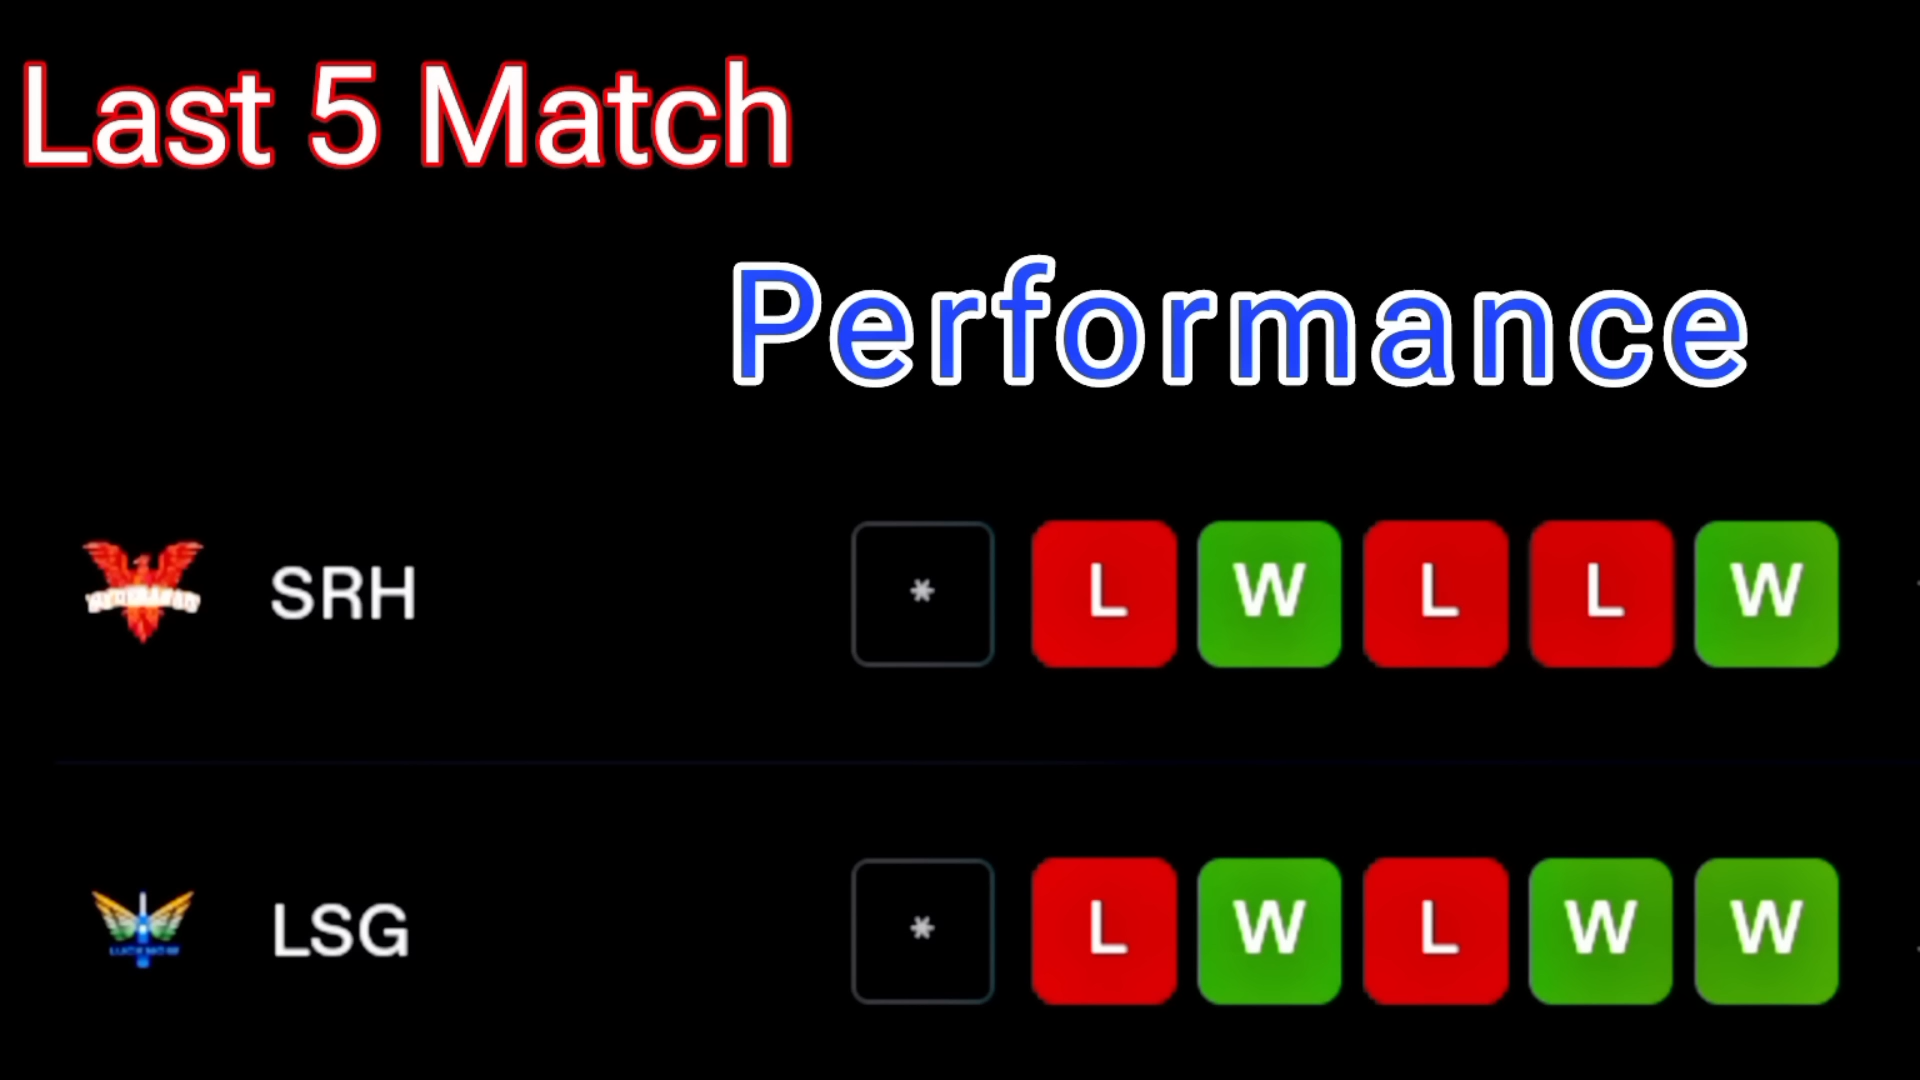 Last 5 Match
Performance
SRH * L W L L W
LSG * L W L W W